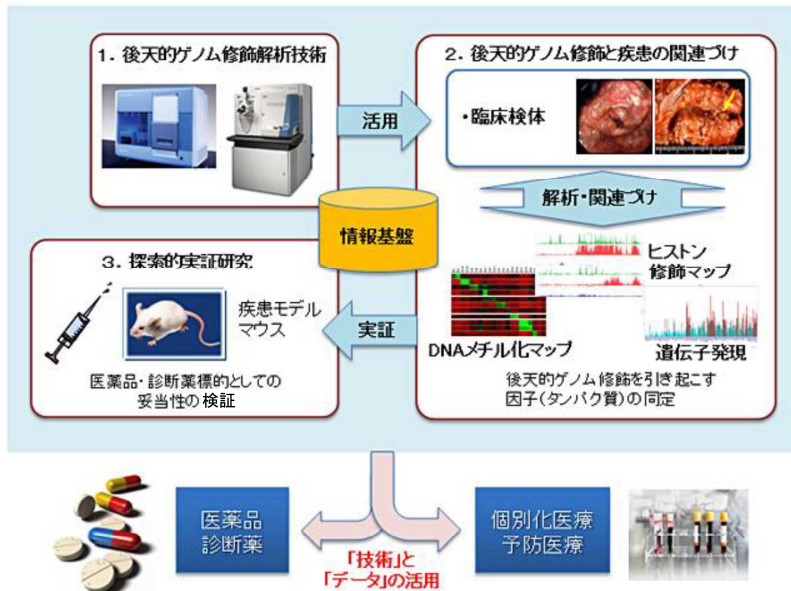 1．後天的ゲノム修飾解析技術
活用
2．後天的ゲノム修飾と疾患の関連づけ
・臨床検体
解析・関連づけ
ヒストン
修飾マップ
DNAメチル化マップ
遺伝子発現
後天的ゲノム修飾を引き起こす
因子（タンパク質）の同定
情報基盤
実証
3．探索的実証研究
疾患モデル
マウス
医薬品・診断薬標的としての
妥当性の検証
医薬品
診断薬
「技術」と
「データ」の活用
個別化医療
予防医療